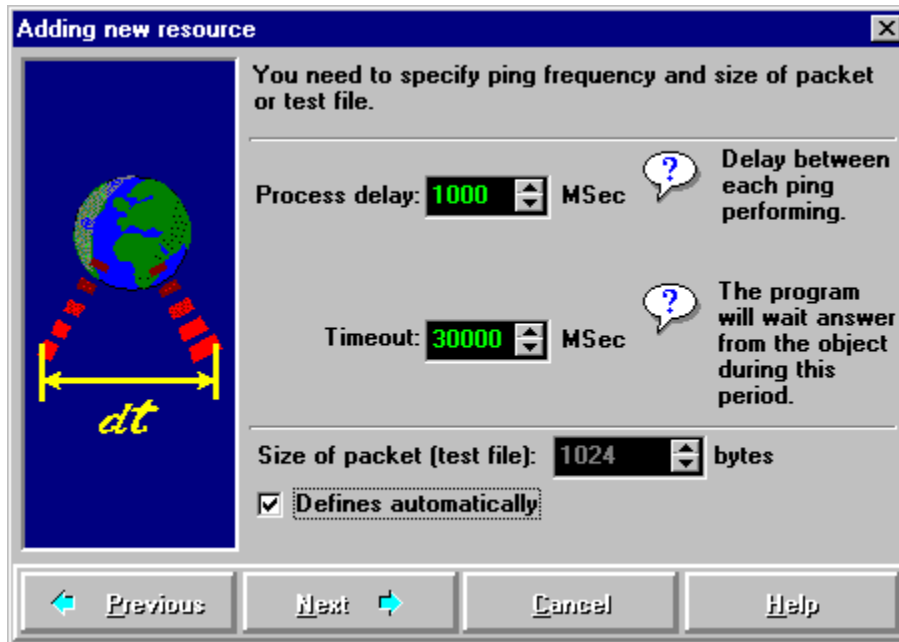 Adding new resource
You need to specify ping frequency and size of packet
or test file.
Process delay: 1000 MSec
? Delay between
each ping
performing.
Timeout: 30000 MSec
? The program
will wait answer
from the object
during this
period.
dt
Size of packet (test file): 1024 bytes
Defines automatically
Previous Next Cancel Help